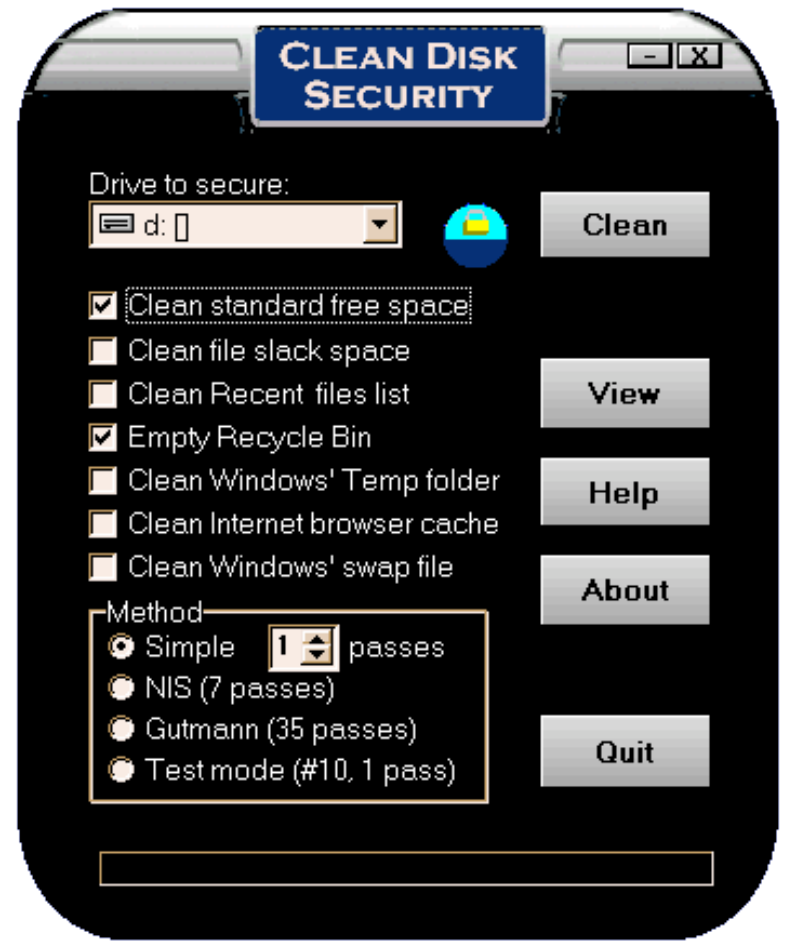 CLEAN DISK
SECURITY
- X
Drive to secure:
d: []
Clean
Clean standard free space
Clean file slack space
Clean Recent files list
View
Empty Recycle Bin
Clean Windows' Temp folder
Help
Clean Internet browser cache
Clean Windows' swap file
About
Method
Simple 1 passes
NIS (7 passes)
Gutmann (35 passes)
Quit
Test mode (#10, 1 pass)